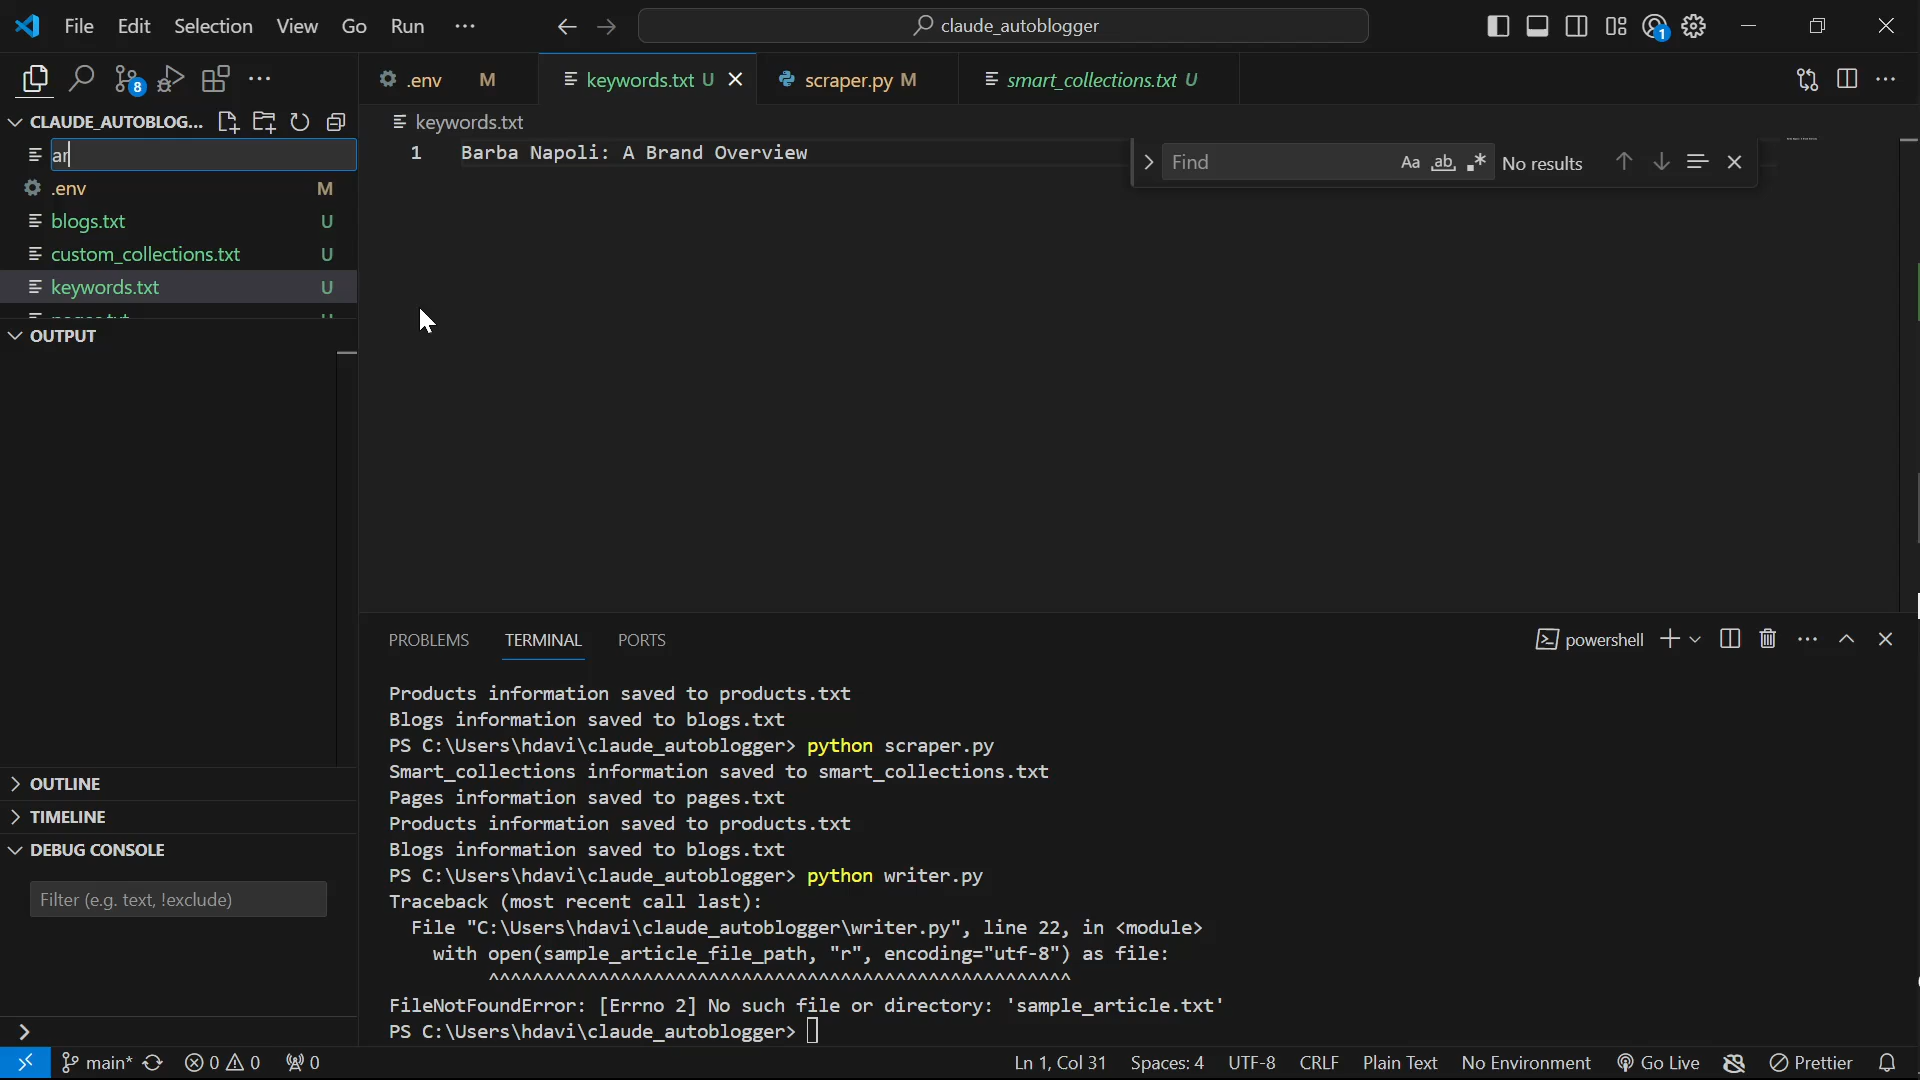 File Edit Selection View Go Run ···
claude_autoblogger
1
8
.env M
keywords.txt U
scraper.py M
smart_collections.txt U
CLAUDE_AUTOBLOG...
ar
.env M
blogs.txt U
custom_collections.txt U
keywords.txt U
keywords.txt
1 Barba Napoli: A Brand Overview
Find
Aa ab .* No results
OUTPUT
OUTLINE
TIMELINE
DEBUG CONSOLE
Filter (e.g. text, !exclude)
PROBLEMS TERMINAL PORTS
powershell
Products information saved to products.txt
Blogs information saved to blogs.txt
PS C:\Users\hdavi\claude_autoblogger> python scraper.py
Smart_collections information saved to smart_collections.txt
Pages information saved to pages.txt
Products information saved to products.txt
Blogs information saved to blogs.txt
PS C:\Users\hdavi\claude_autoblogger> python writer.py
Traceback (most recent call last):
File "C:\Users\hdavi\claude_autoblogger\writer.py", line 22, in <module>
with open(sample_article_file_path, "r", encoding="utf-8") as file:
^^^^^^^^^^^^^^^^^^^^^^^^^^^^^^^^^^^^^^^^^^^^^^^^^^^^^
FileNotFoundError: [Errno 2] No such file or directory: 'sample_article.txt'
PS C:\Users\hdavi\claude_autoblogger>
main* 0 0 0
Ln 1, Col 31 Spaces: 4 UTF-8 CRLF Plain Text No Environment Go Live Prettier